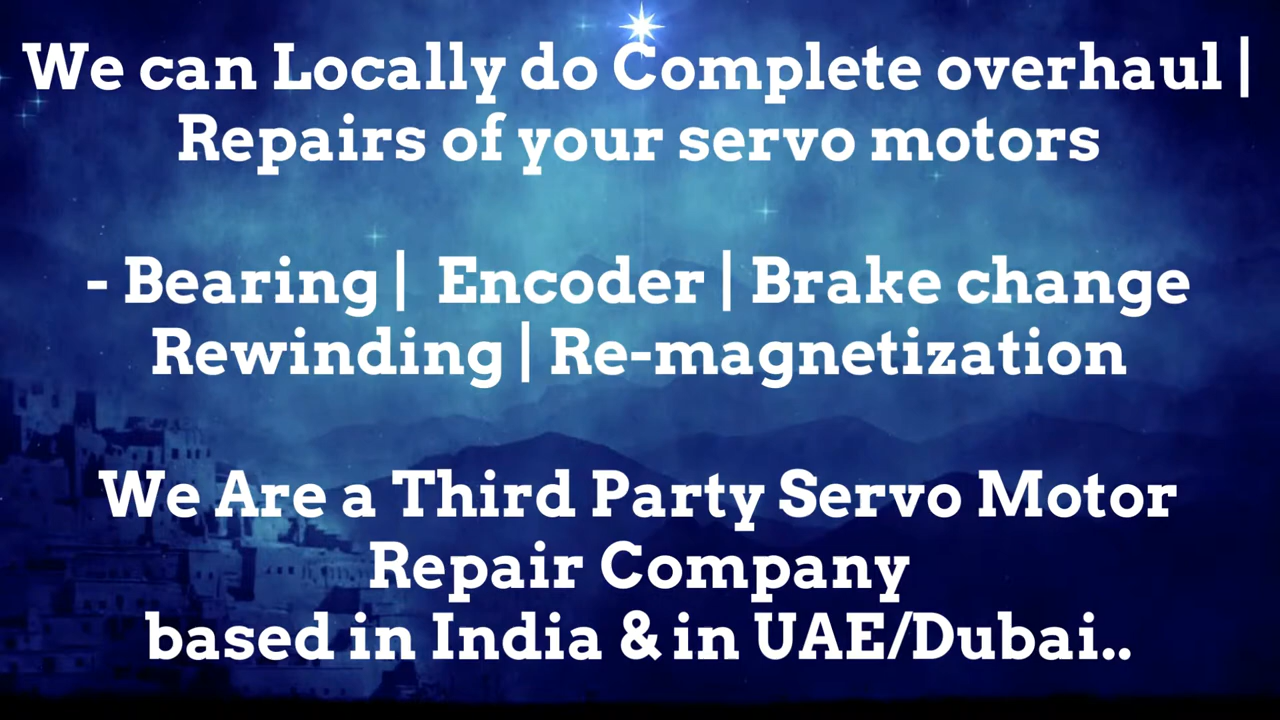 We can Locally do Complete overhaul |
Repairs of your servo motors
- Bearing | Encoder | Brake change
Rewinding | Re-magnetization
We Are a Third Party Servo Motor
Repair Company
based in India & in UAE/Dubai..